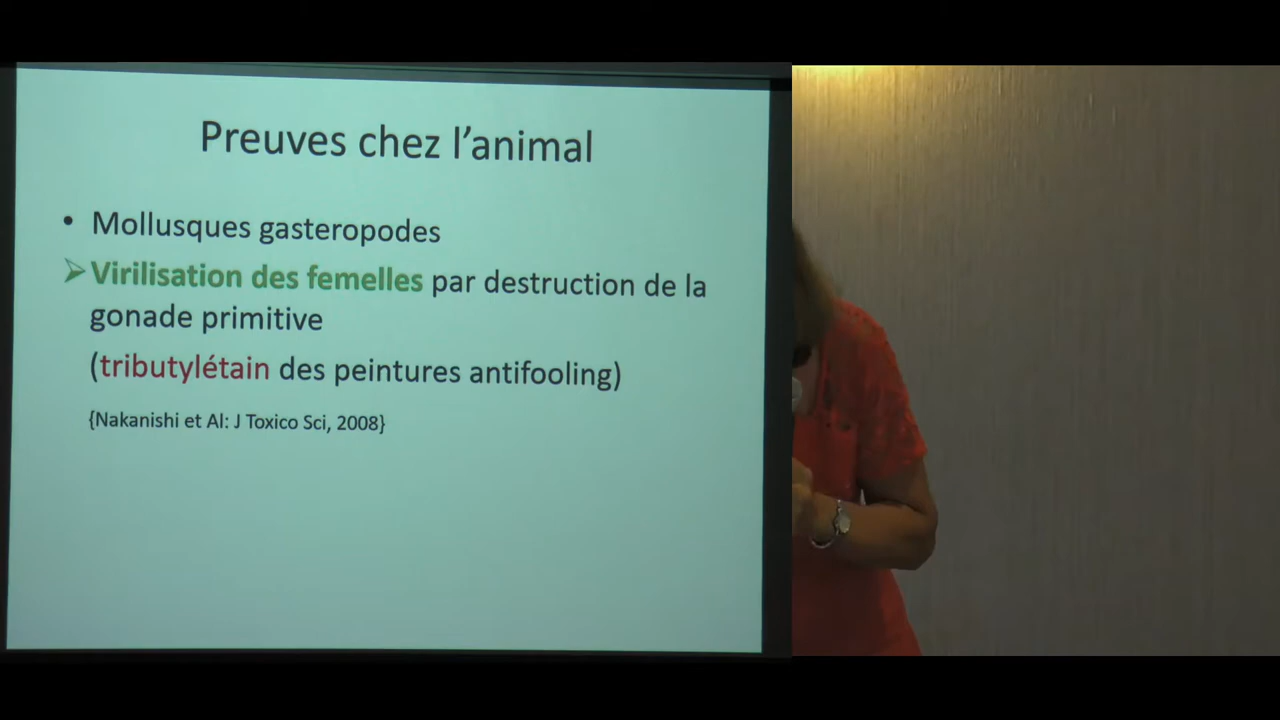 Preuves chez l’animal
• Mollusques gasteropodes
➢ Virilisation des femelles par destruction de la
gonade primitive
(tributylétain des peintures antifooling)
{Nakanishi et Al: J Toxico Sci, 2008}